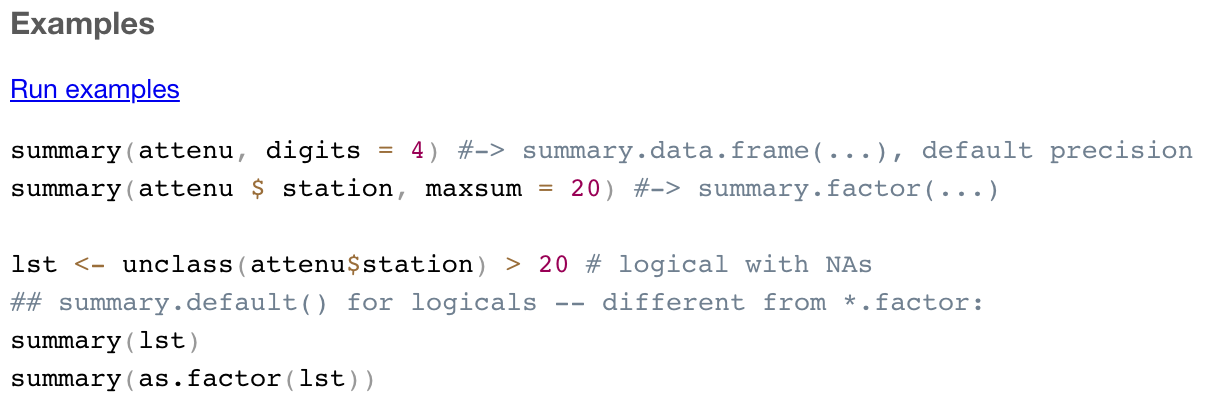 Examples
Run examples
summary(attenu, digits = 4) #-> summary.data.frame(...), default precision
summary(attenu $ station, maxsum = 20) #-> summary.factor(...)
lst <- unclass(attenu$station) > 20 # logical with NAs
## summary.default() for logicals -- different from *.factor:
summary(lst)
summary(as.factor(lst))